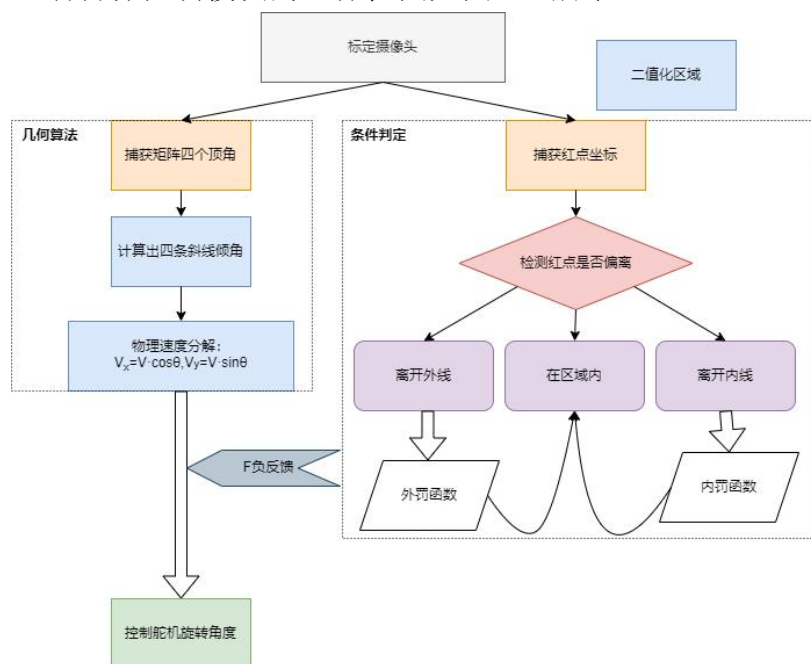 标定摄像头
二值化区域
几何算法
条件判定
捕获矩阵四个顶角
捕获红点坐标
计算出四条斜线倾角
检测红点是否偏离
物理速度分解：
Vx=V·cosθ,Vy=V·sinθ
离开外线
在区域内
离开内线
F负反馈
外罚函数
内罚函数
控制舵机旋转角度